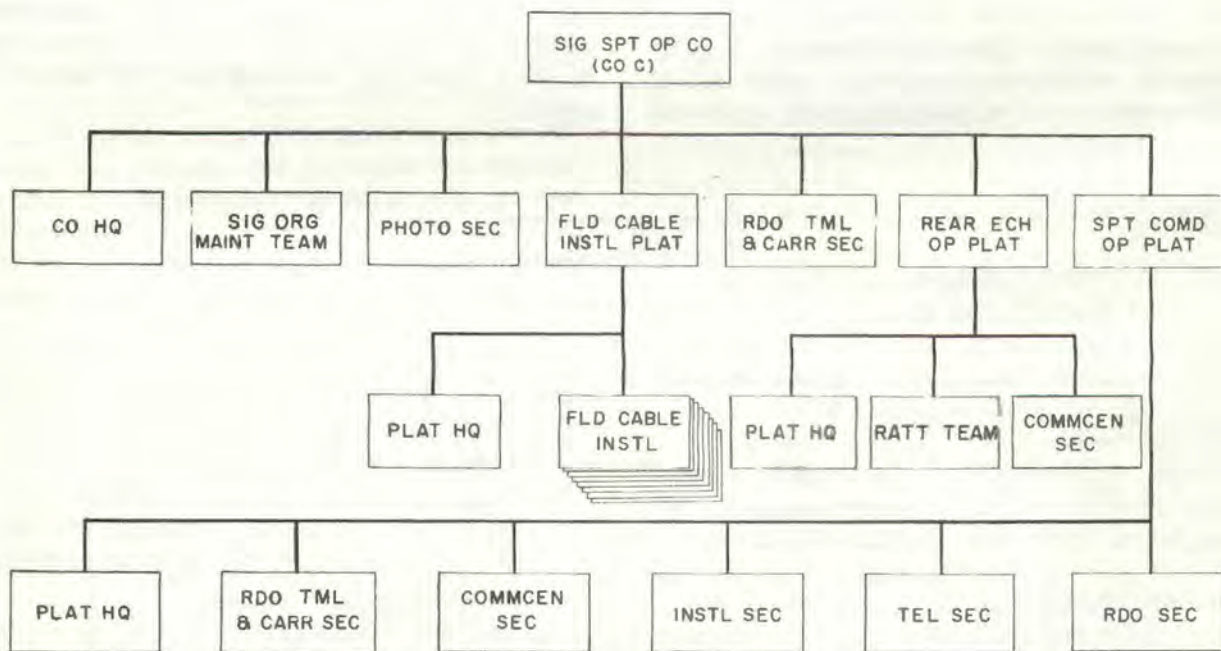 SIG SPT OP CO
(CO C)
CO HQ
SIG ORG
MAINT TEAM
PHOTO SEC
FLD CABLE
INSTL PLAT
RDO TML
& CARR SEC
REAR ECH
OP PLAT
SPT COMD
OP PLAT
PLAT HQ
FLD CABLE
INSTL
PLAT HQ
RATT TEAM
COMMCEN
SEC
PLAT HQ
RDO TML
& CARR SEC
COMMCEN
SEC
INSTL SEC
TEL SEC
RDO SEC